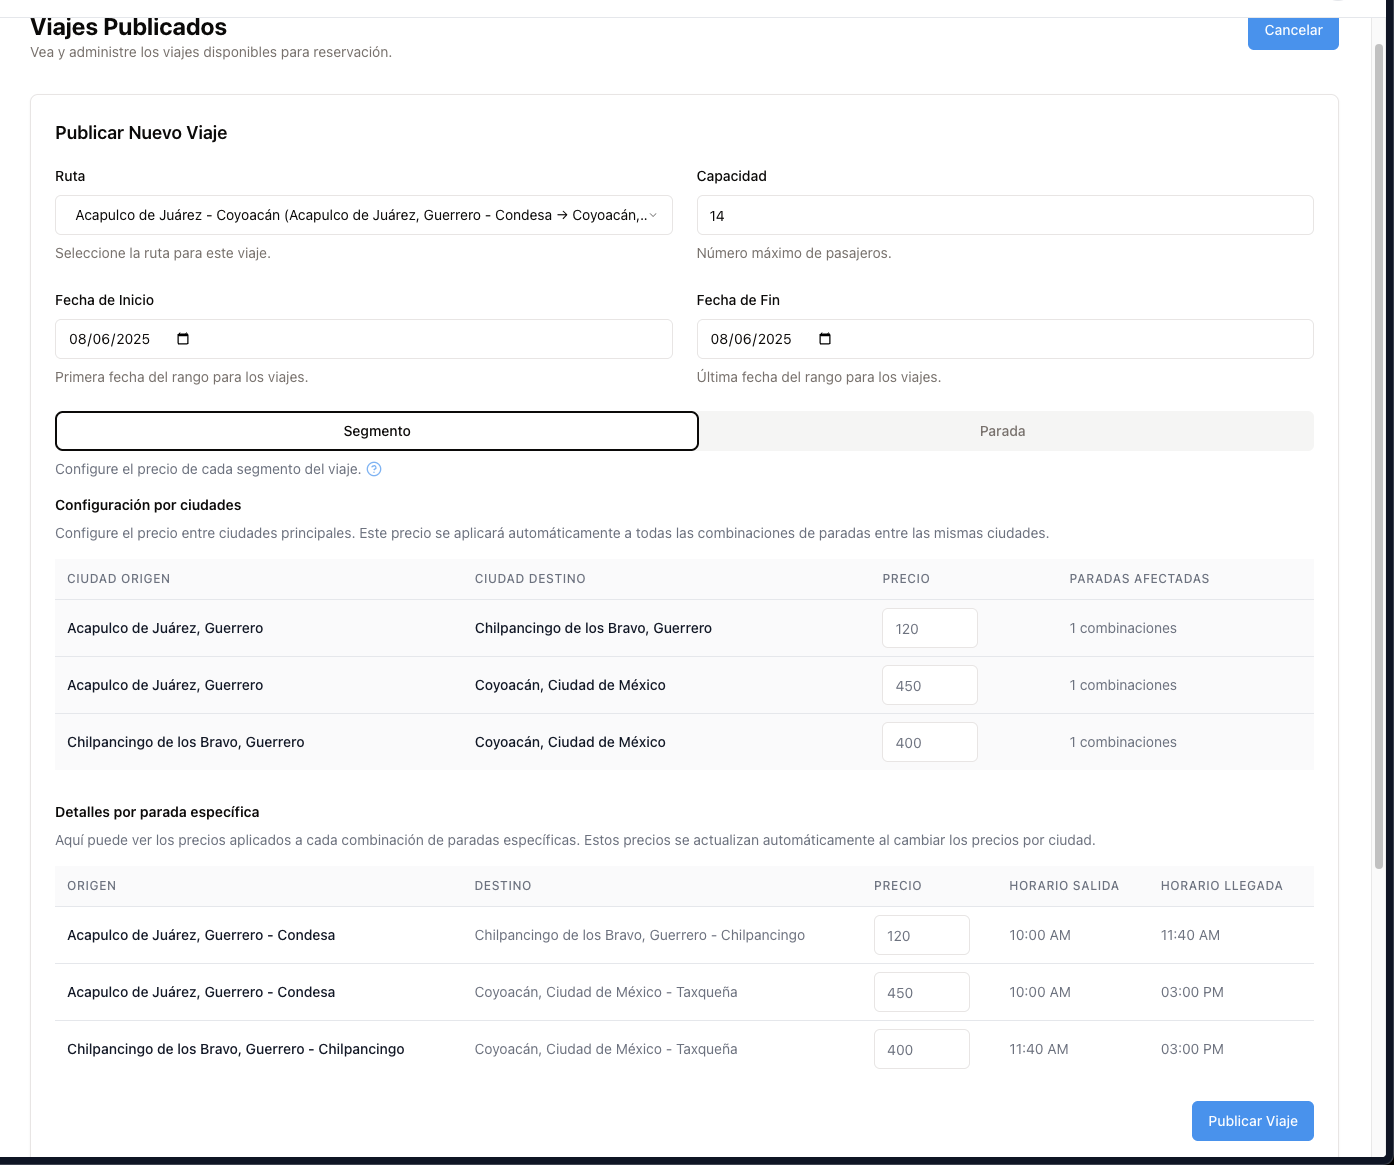 Viajes Publicados
Cancelar
Vea y administre los viajes disponibles para reservación.
Publicar Nuevo Viaje
Ruta
Capacidad
Acapulco de Juárez - Coyoacán (Acapulco de Juárez, Guerrero - Condesa → Coyoacán,..
14
Seleccione la ruta para este viaje.
Número máximo de pasajeros.
Fecha de Inicio
Fecha de Fin
08/06/2025
08/06/2025
Primera fecha del rango para los viajes.
Última fecha del rango para los viajes.
Segmento
Parada
Configure el precio de cada segmento del viaje. ?
Configuración por ciudades
Configure el precio entre ciudades principales. Este precio se aplicará automáticamente a todas las combinaciones de paradas entre las mismas ciudades.
CIUDAD ORIGEN CIUDAD DESTINO PRECIO PARADAS AFECTADAS
Acapulco de Juárez, Guerrero Chilpancingo de los Bravo, Guerrero 120 1 combinaciones
Acapulco de Juárez, Guerrero Coyoacán, Ciudad de México 450 1 combinaciones
Chilpancingo de los Bravo, Guerrero Coyoacán, Ciudad de México 400 1 combinaciones
Detalles por parada específica
Aquí puede ver los precios aplicados a cada combinación de paradas específicas. Estos precios se actualizan automáticamente al cambiar los precios por ciudad.
ORIGEN DESTINO PRECIO HORARIO SALIDA HORARIO LLEGADA
Acapulco de Juárez, Guerrero - Condesa Chilpancingo de los Bravo, Guerrero - Chilpancingo 120 10:00 AM 11:40 AM
Acapulco de Juárez, Guerrero - Condesa Coyoacán, Ciudad de México - Taxqueña 450 10:00 AM 03:00 PM
Chilpancingo de los Bravo, Guerrero - Chilpancingo Coyoacán, Ciudad de México - Taxqueña 400 11:40 AM 03:00 PM
Publicar Viaje